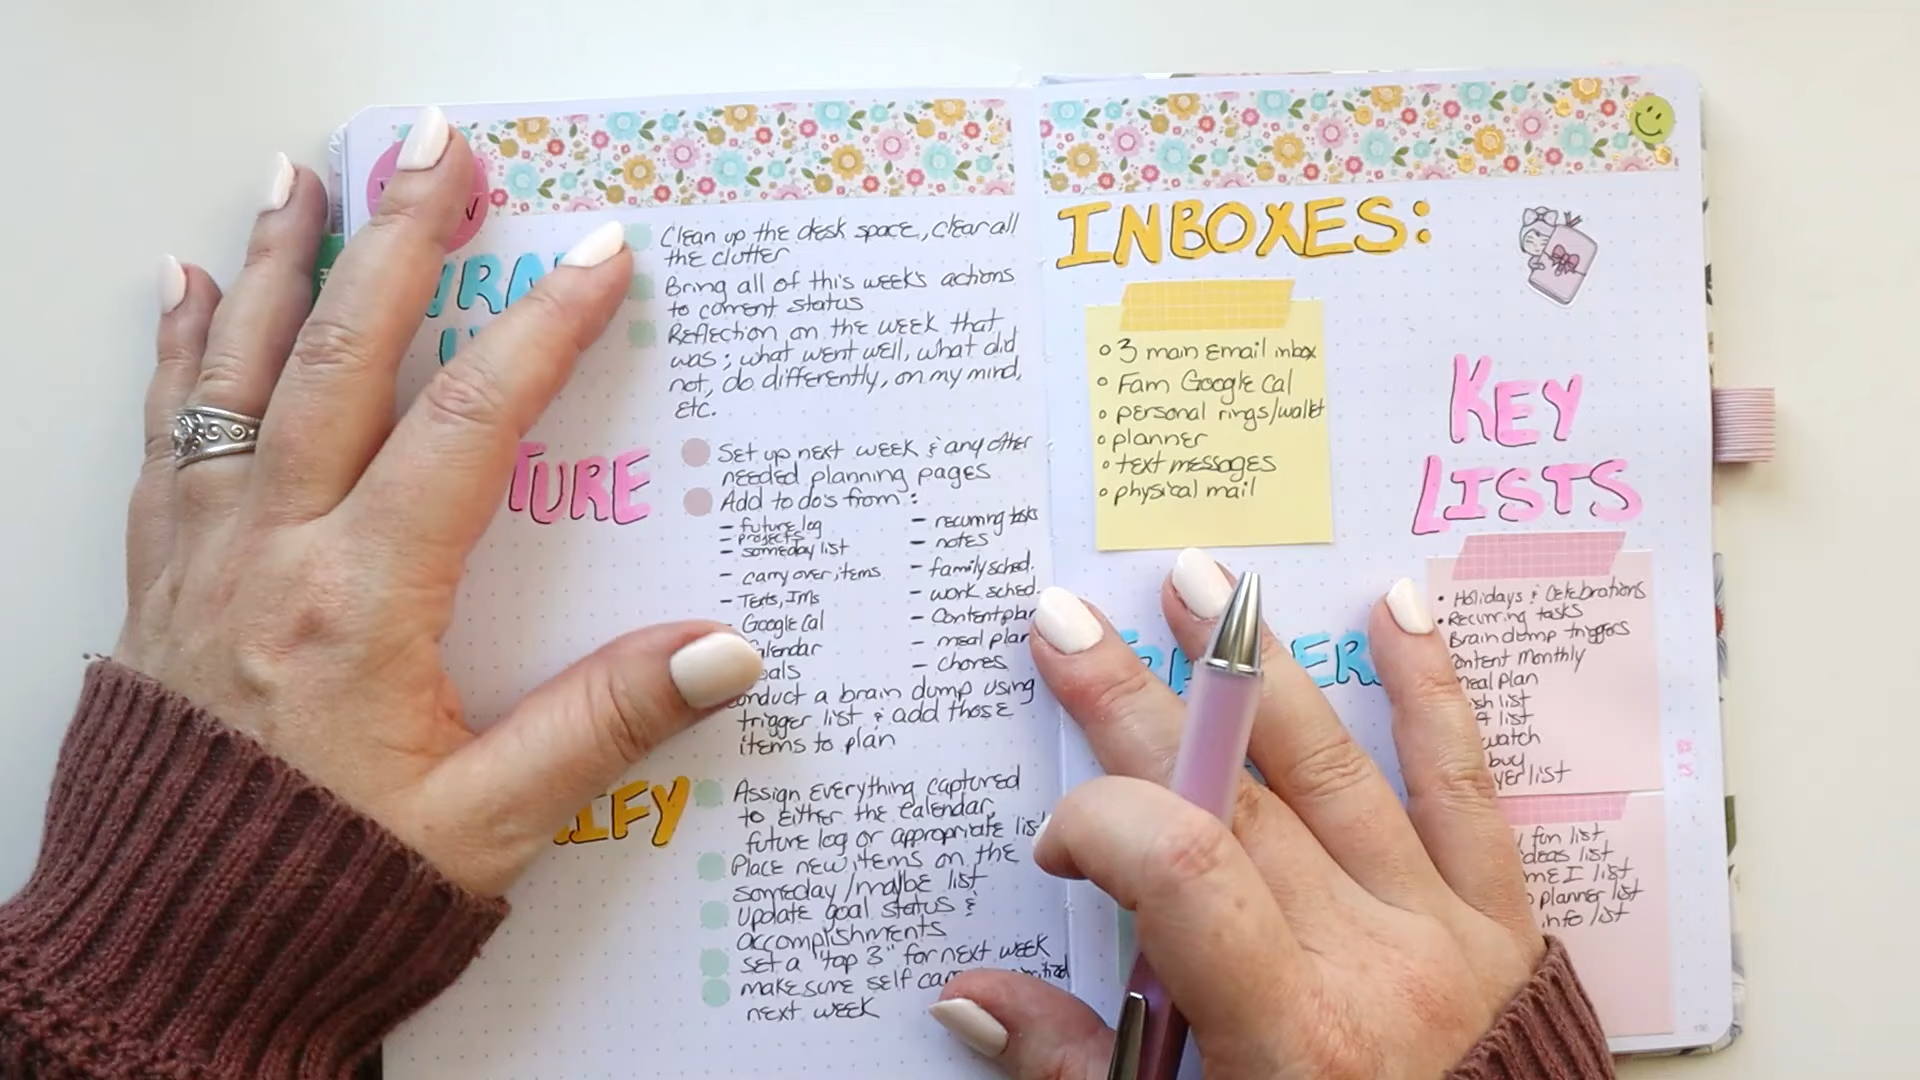 Clean up the desk space, clear all
the clutter
Bring all of this week's actions
to current status
Reflection on the week that
was; what went well, what did
not, do differently, on my mind,
etc.
Set up next week & any other
needed planning pages
Add to do's from:
- future log
- projects
- someday list
- carry over items
- Texts, IMs
- Google Cal
- recurring tasks
- notes
- family sched.
- work sched.
- Content plan
- meal plan
- chores
a brain dump using
trigger list & add those
items to plan
Assign everything captured
to either the calendar,
future log or appropriate list
Place new items on the
someday/maybe list
update goal status &
accomplishments
set a "top 3" for next week
make sure self
next week
INBOXES:
3 main email inbox
Fam Google Cal
personal rings/wallet
planner
text messages
physical mail
KEY
LISTS
Holidays & Celebrations
Recurring tasks
Brain dump triggers
Monthly
meal plan
list
list
watch
buy
list
fun list
list
I list
planner list
info list